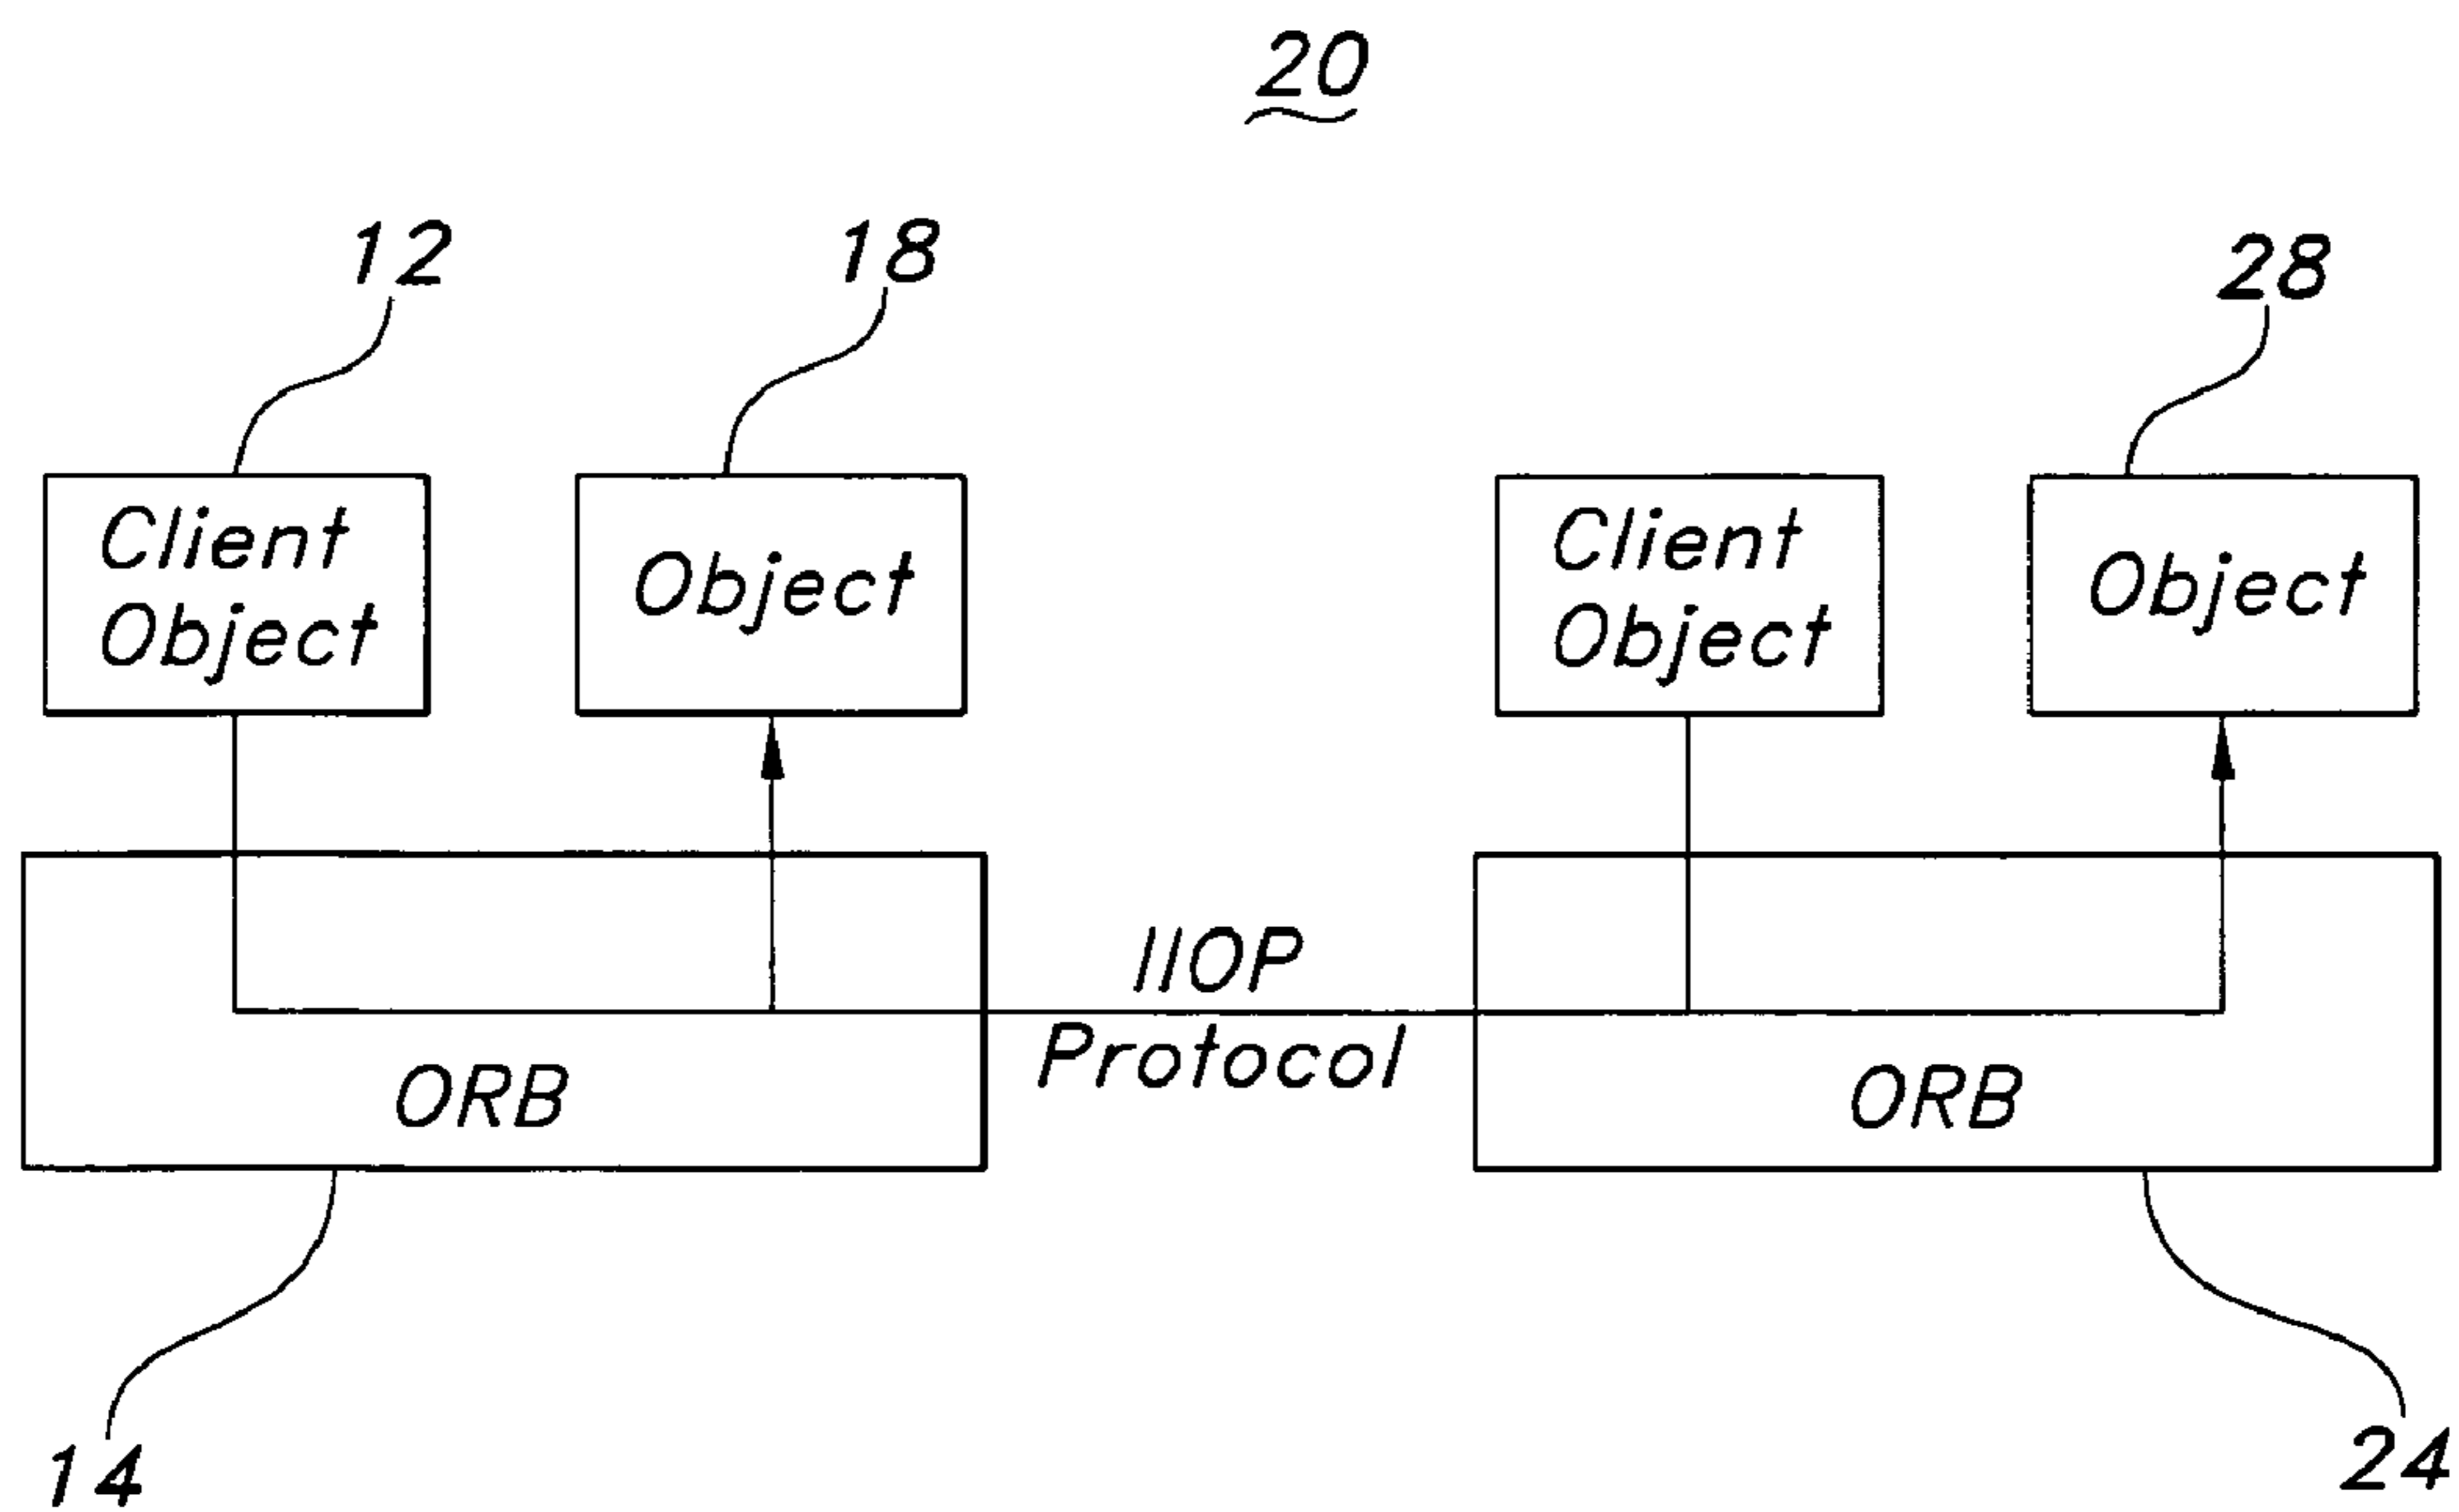 20
12
18
28
Client
Object
Object
Client
Object
Object
IIOP
Protocol
ORB
ORB
14
24